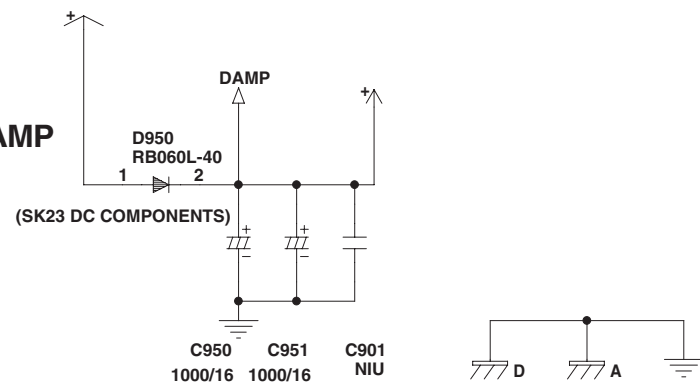 +
DAMP
+
AMP
D950
RB060L-40
1 2
(SK23 DC COMPONENTS)
+ +
− −
C950 C951 C901
1000/16 1000/16 NIU
D A